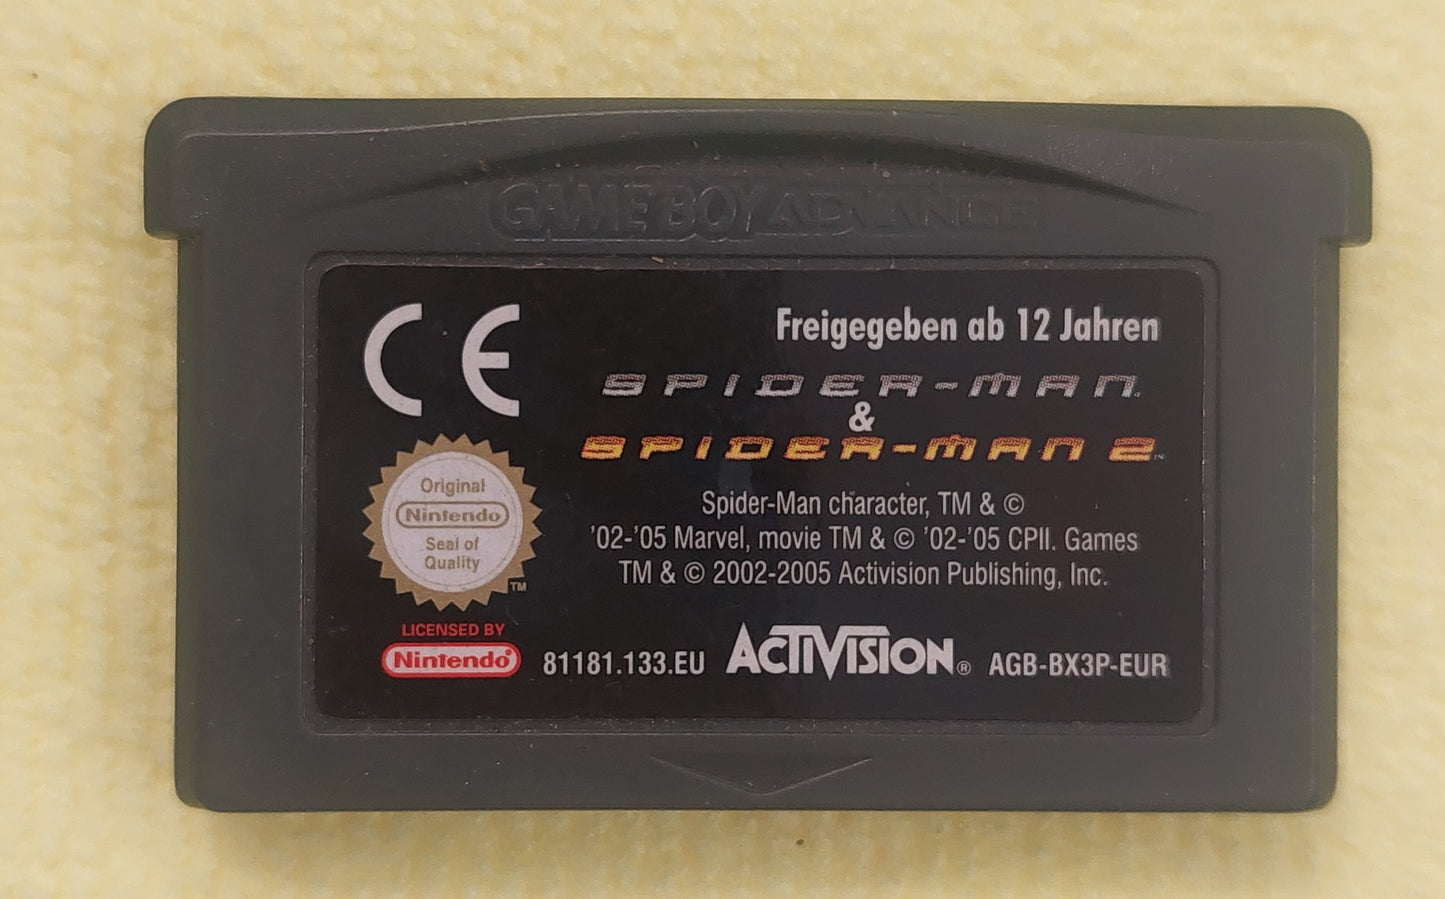 GAME BOY ADVANCE
CE
Freigegeben ab 12 Jahren
SPIDER-MAN
&
SPIDER-MAN 2
Original
Nintendo
Seal of
Quality
TM
Spider-Man character, TM & ©
'02-'05 Marvel, movie TM & © '02-'05 CPII. Games
TM & © 2002-2005 Activision Publishing, Inc.
LICENSED BY
Nintendo®
81181.133.EU
ACTIVISION®
AGB-BX3P-EUR